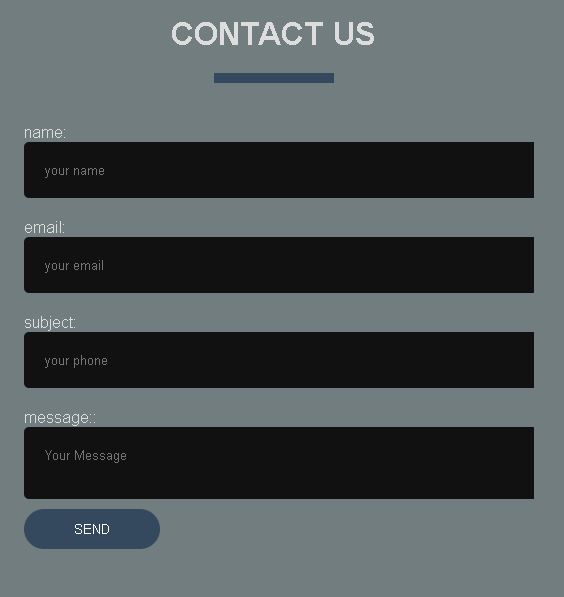 CONTACT US
name:
your name
email:
your email
subject:
your phone
message::
Your Message
SEND